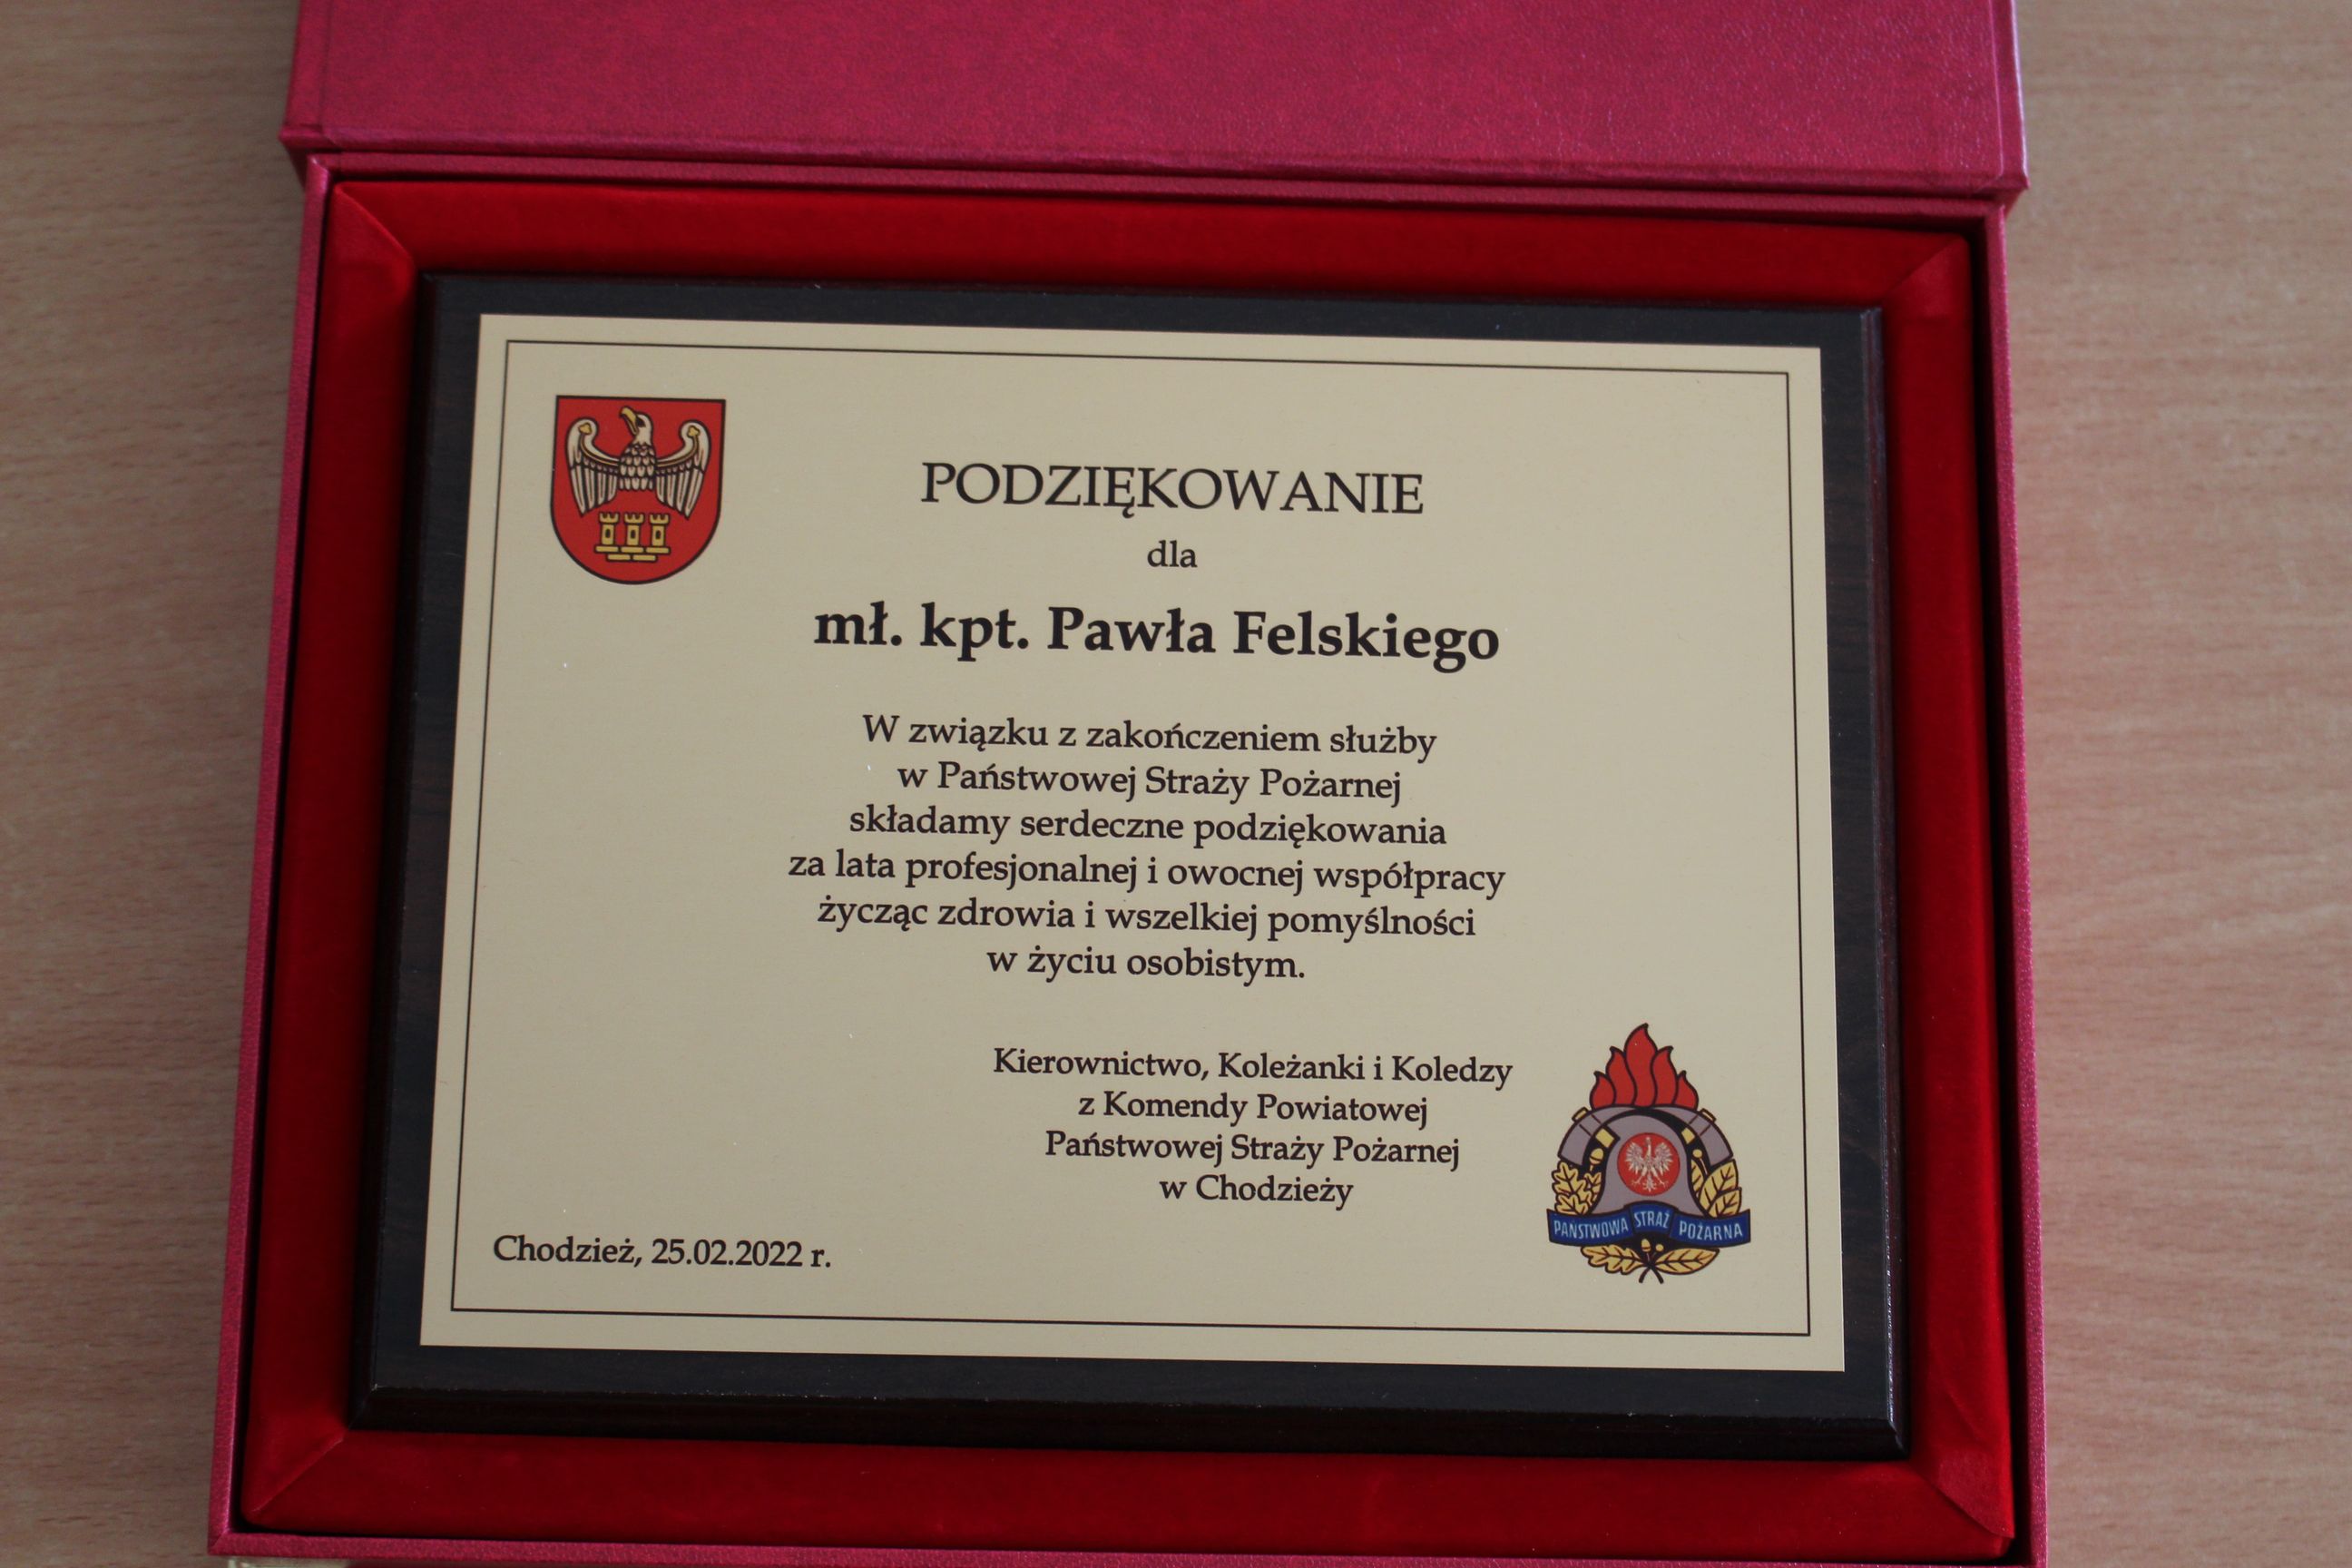 PODZIĘKOWANIE
dla
mł. kpt. Pawła Felskiego
W związku z zakończeniem służby
w Państwowej Straży Pożarnej
składamy serdeczne podziękowania
za lata profesjonalnej i owocnej współpracy
życząc zdrowia i wszelkiej pomyślności
w życiu osobistym.
Kierownictwo, Koleżanki i Koledzy
z Komendy Powiatowej
Państwowej Straży Pożarnej
w Chodzieży
PAŃSTWOWA STRAŻ POŻARNA
Chodzież, 25.02.2022 r.